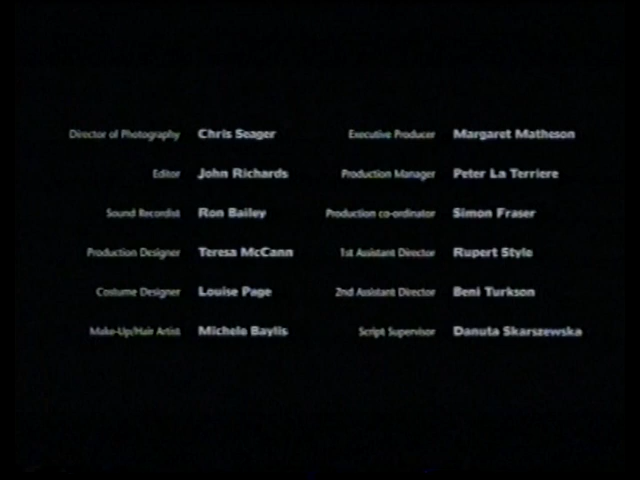 Director of Photography Chris Seager Executive Producer Margaret Matheson
Editor John Richards Production Manager Peter La Terriere
Sound Recordist Ron Bailey Production co-ordinator Simon Fraser
Production Designer Teresa McCann 1st Assistant Director Rupert Style
Costume Designer Louise Page 2nd Assistant Director Beni Turkson
Make-Up/Hair Artist Michele Baylis Script Supervisor Danuta Skarszewska